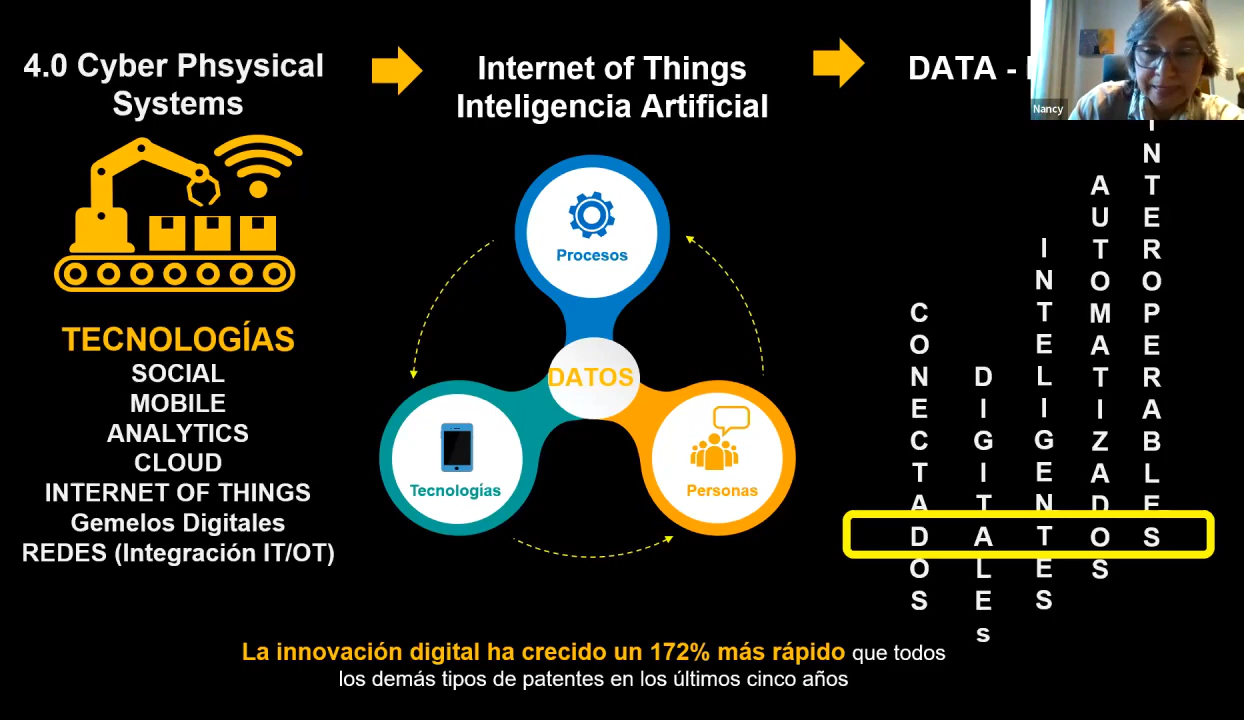 4.0 Cyber Phsysical
Systems
Internet of Things
Inteligencia Artificial
DATA -
Nancy
TECNOLOGÍAS
SOCIAL
MOBILE
ANALYTICS
CLOUD
INTERNET OF THINGS
Gemelos Digitales
REDES (Integración IT/OT)
Procesos
DATOS
Tecnologías
Personas
CONECTADOS
DIGITALEs
INTELIGENTES
AUTOMATIZADOS
INTEROPERABLES
La innovación digital ha crecido un 172% más rápido que todos
los demás tipos de patentes en los últimos cinco años